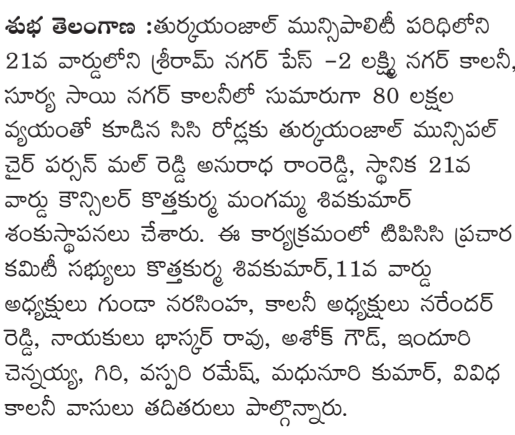 శుభ తెలంగాణ :తుర్కయంజాల్ మున్సిపాలిటీ పరిధిలోని
21వ వార్డులోని శ్రీరామ్ నగర్ పేస్ -2 లక్ష్మి నగర్ కాలనీ,
సూర్య సాయి నగర్ కాలనీలో సుమారుగా 80 లక్షల
వ్యయంతో కూడిన సిసి రోడ్లకు తుర్కయంజాల్ మున్సిపల్
చైర్ పర్సన్ మల్ రెడ్డి అనురాధ రాంరెడ్డి, స్థానిక 21వ
వార్డు కౌన్సిలర్ కొత్తకుర్మ మంగమ్మ శివకుమార్
శంకుస్థాపనలు చేశారు. ఈ కార్యక్రమంలో టిపిసిసి ప్రచార
కమిటీ సభ్యులు కొత్తకుర్మ శివకుమార్,11వ వార్డు
అధ్యక్షులు గుండా నరసింహ, కాలనీ అధ్యక్షులు నరేందర్
రెడ్డి, నాయకులు భాస్కర్ రావు, అశోక్ గౌడ్, ఇందూరి
చెన్నయ్య, గిరి, వస్పరి రమేష్, మధునూరి కుమార్, వివిధ
కాలనీ వాసులు తదితరులు పాల్గొన్నారు.